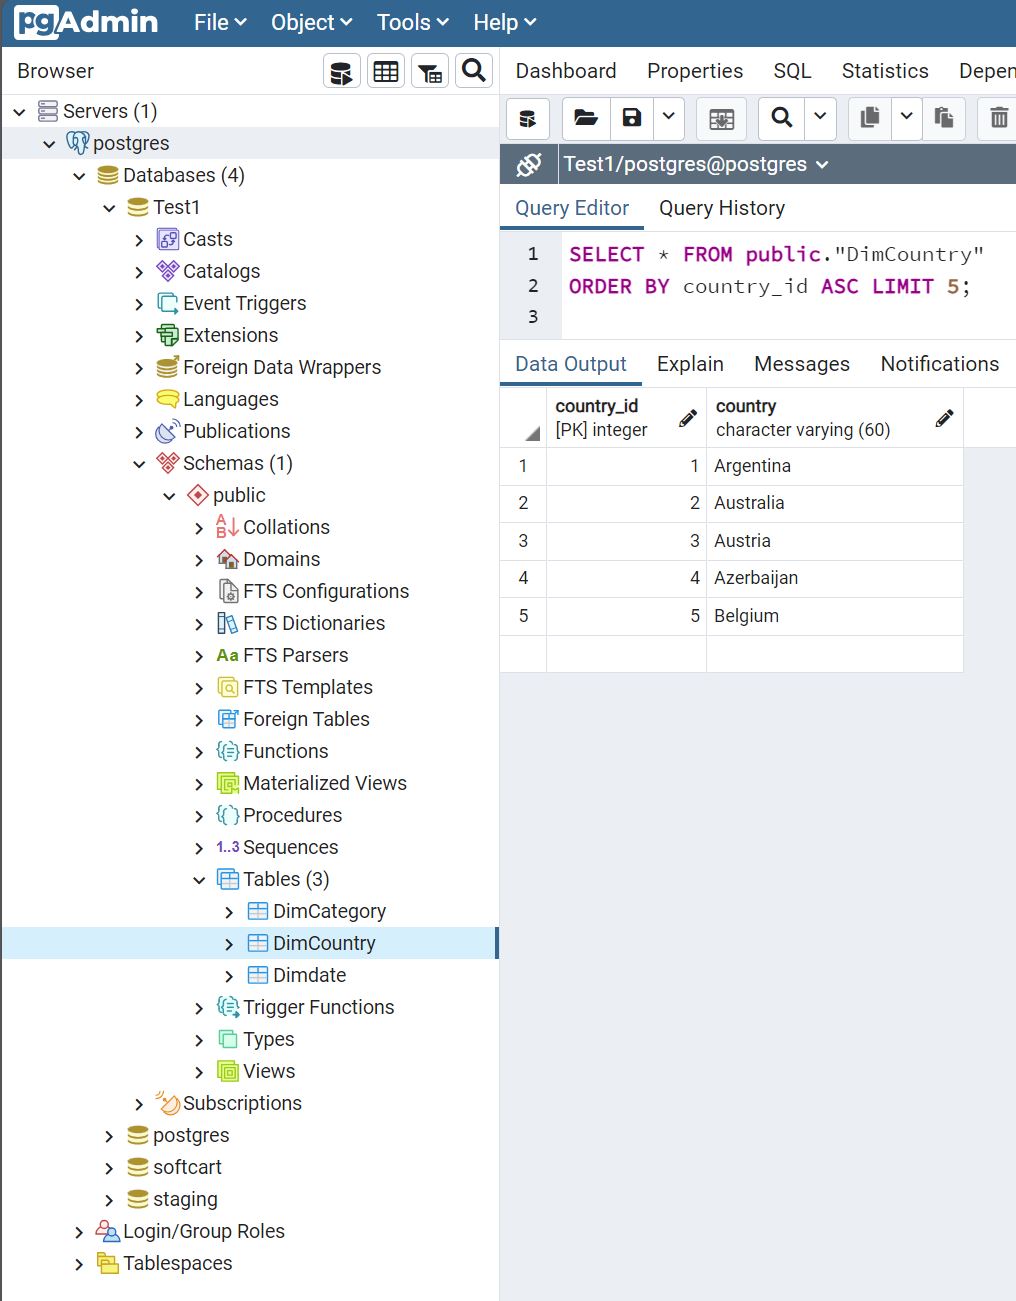 pgAdmin File Object Tools Help
Browser
Dashboard Properties SQL Statistics Depen
Servers (1)
postgres
Databases (4)
Test1
Casts
Catalogs
Event Triggers
Extensions
Foreign Data Wrappers
Languages
Publications
Schemas (1)
public
Collations
Domains
FTS Configurations
FTS Dictionaries
Aa FTS Parsers
FTS Templates
Foreign Tables
Functions
Materialized Views
Procedures
1..3 Sequences
Tables (3)
DimCategory
DimCountry
Dimdate
Trigger Functions
Types
Views
Subscriptions
postgres
softcart
staging
Login/Group Roles
Tablespaces
Test1/postgres@postgres
Query Editor Query History
1 SELECT * FROM public."DimCountry"
2 ORDER BY country_id ASC LIMIT 5;
3
Data Output Explain Messages Notifications
country_id country
[PK] integer character varying (60)
1 1 Argentina
2 2 Australia
3 3 Austria
4 4 Azerbaijan
5 5 Belgium